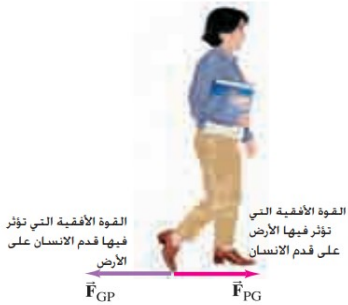 القوة الأفقية التي
تؤثر فيها الأرض
على قدم الانسان
القوة الأفقية التي تؤثر
فيها قدم الانسان على
الأرض
F⃗GP
F⃗PG